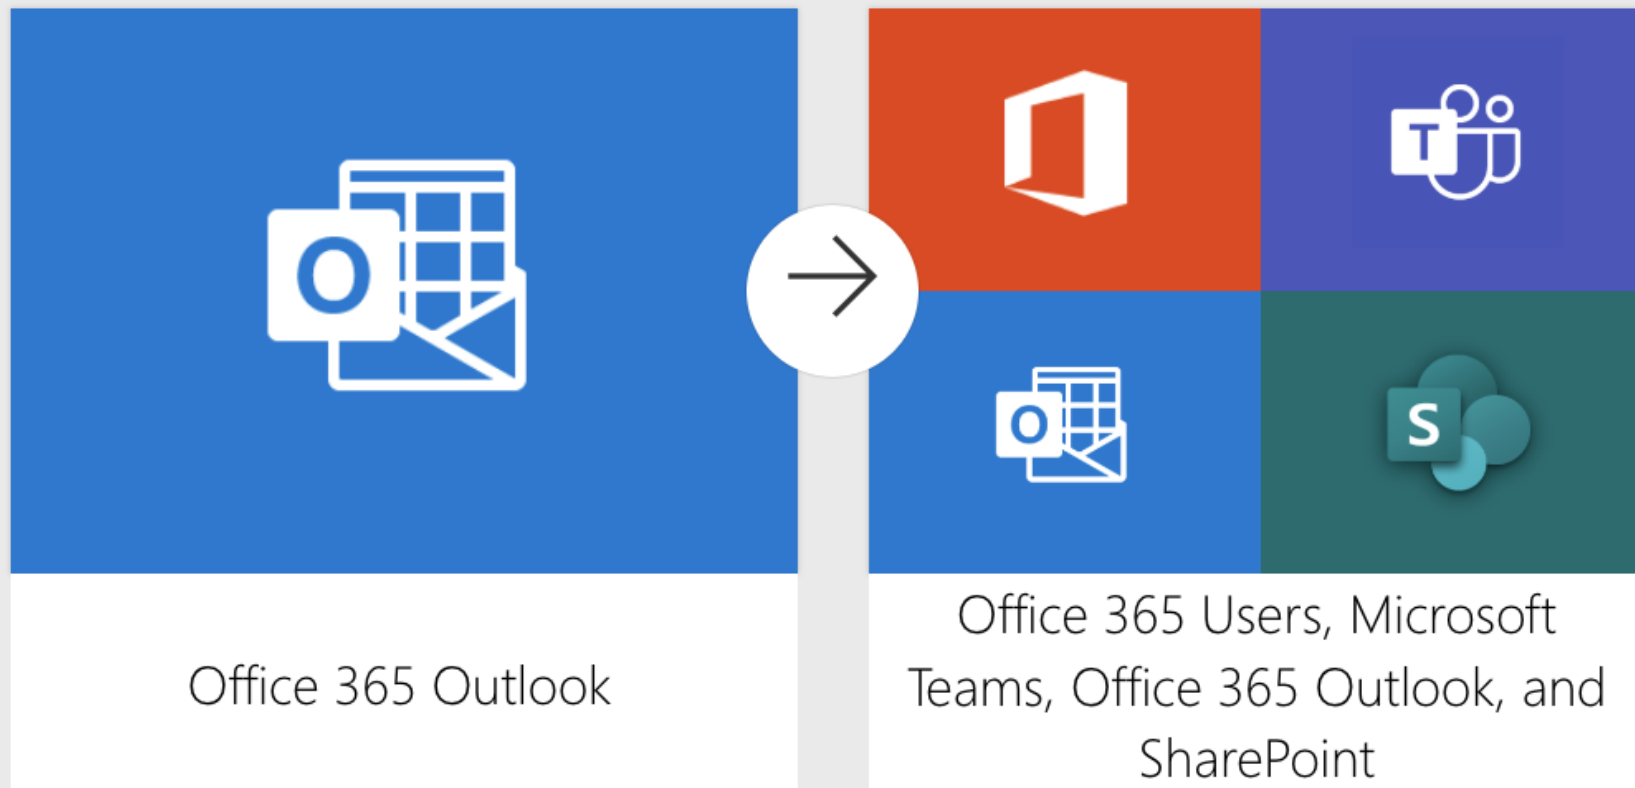 O
T
O
S
Office 365 Outlook
Office 365 Users, Microsoft
Teams, Office 365 Outlook, and
SharePoint